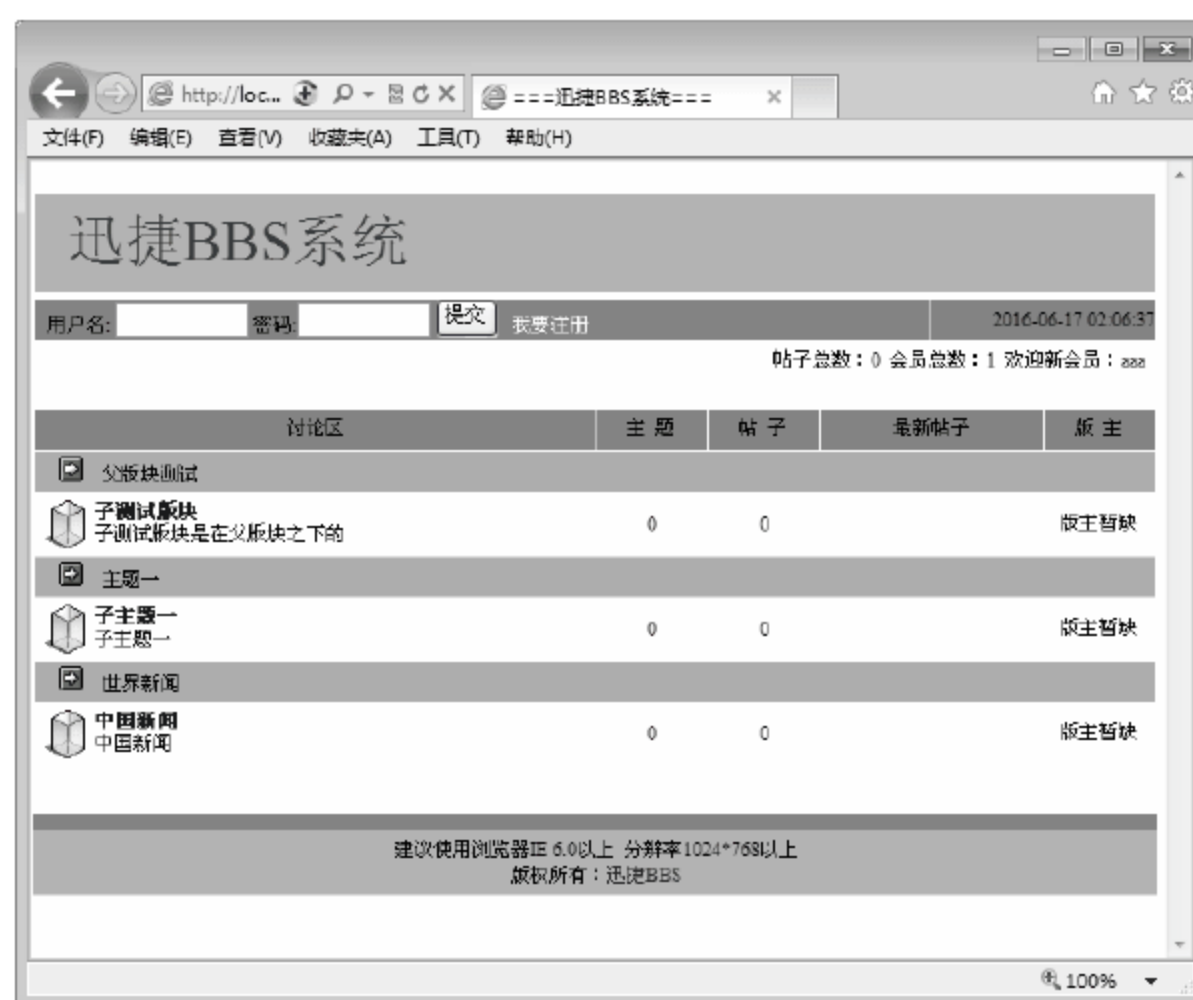 http://loc... ===迅捷BBS系统===
文件(F) 编辑(E) 查看(V) 收藏夹(A) 工具(T) 帮助(H)
迅捷BBS系统
用户名: 密码: 提交 我要注册 2016-06-17 02:06:37
帖子总数：0 会员总数：1 欢迎新会员：aaa
讨论区 主 题 帖 子 最新帖子 版 主
父版块测试
子测试版块
子测试版块是在父版块之下的
0 0 版主暂缺
主题一
子主题一
子主题一
0 0 版主暂缺
世界新闻
中国新闻
中国新闻
0 0 版主暂缺
建议使用浏览器IE 6.0以上 分辨率1024*768以上
版权所有：迅捷BBS
100%